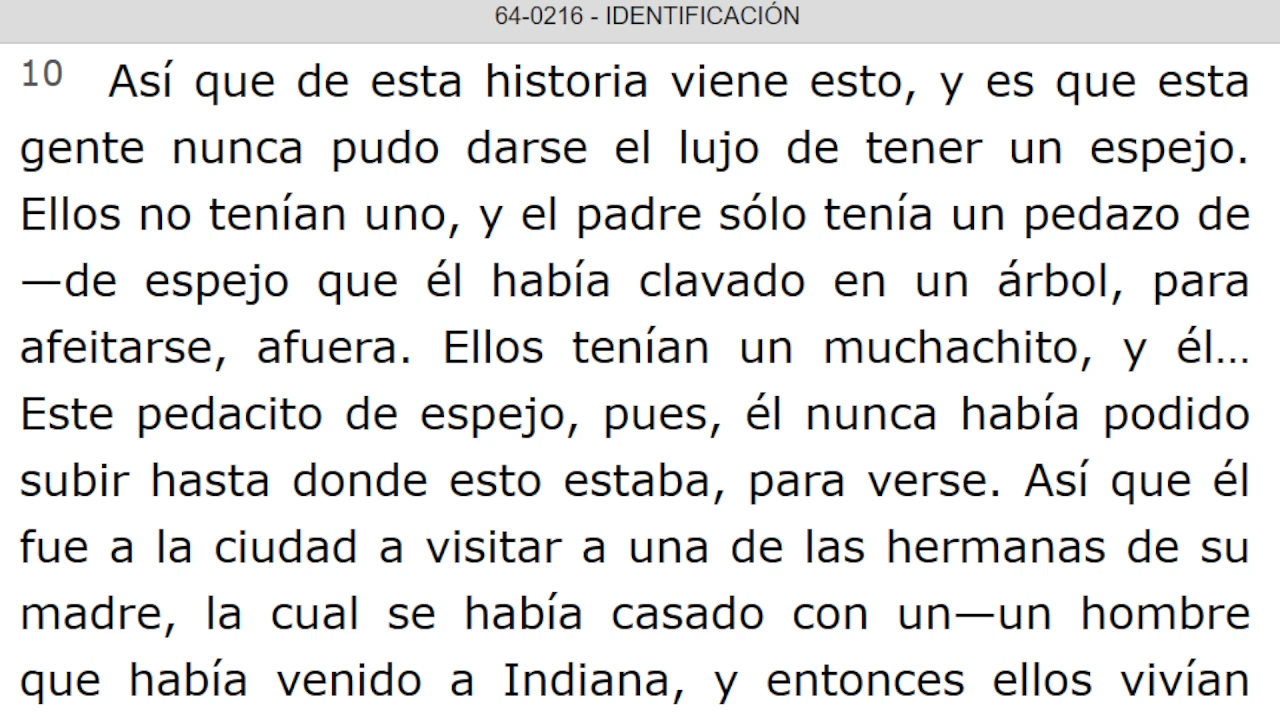 64-0216 - IDENTIFICACIÓN
10 Así que de esta historia viene esto, y es que esta
gente nunca pudo darse el lujo de tener un espejo.
Ellos no tenían uno, y el padre sólo tenía un pedazo de
—de espejo que él había clavado en un árbol, para
afeitarse, afuera. Ellos tenían un muchachito, y él...
Este pedacito de espejo, pues, él nunca había podido
subir hasta donde esto estaba, para verse. Así que él
fue a la ciudad a visitar a una de las hermanas de su
madre, la cual se había casado con un—un hombre
que había venido a Indiana, y entonces ellos vivían